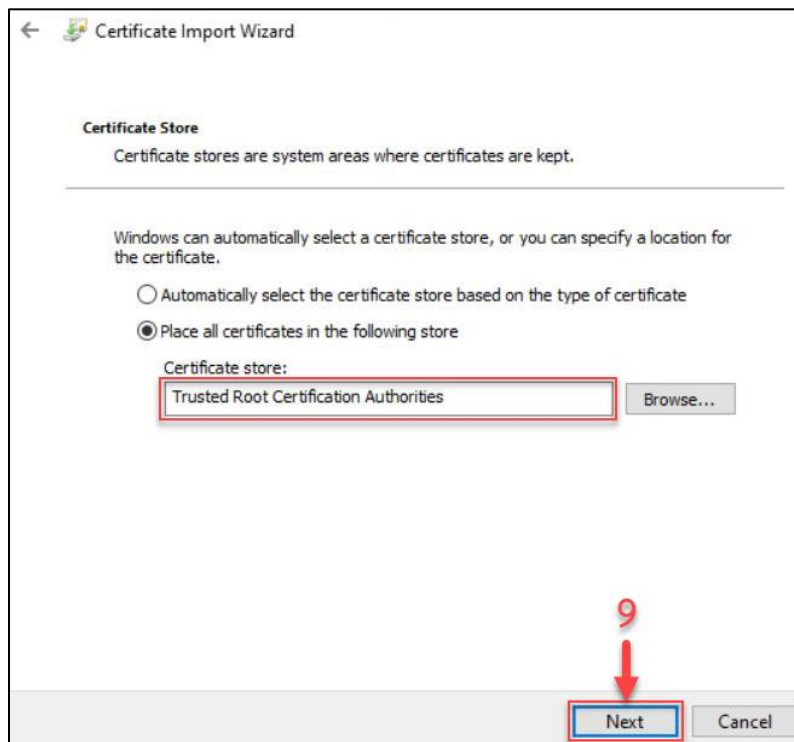 Certificate Import Wizard
Certificate Store
Certificate stores are system areas where certificates are kept.
Windows can automatically select a certificate store, or you can specify a location for
the certificate.
Automatically select the certificate store based on the type of certificate
Place all certificates in the following store
Certificate store:
Trusted Root Certification Authorities
Browse...
9
Next
Cancel